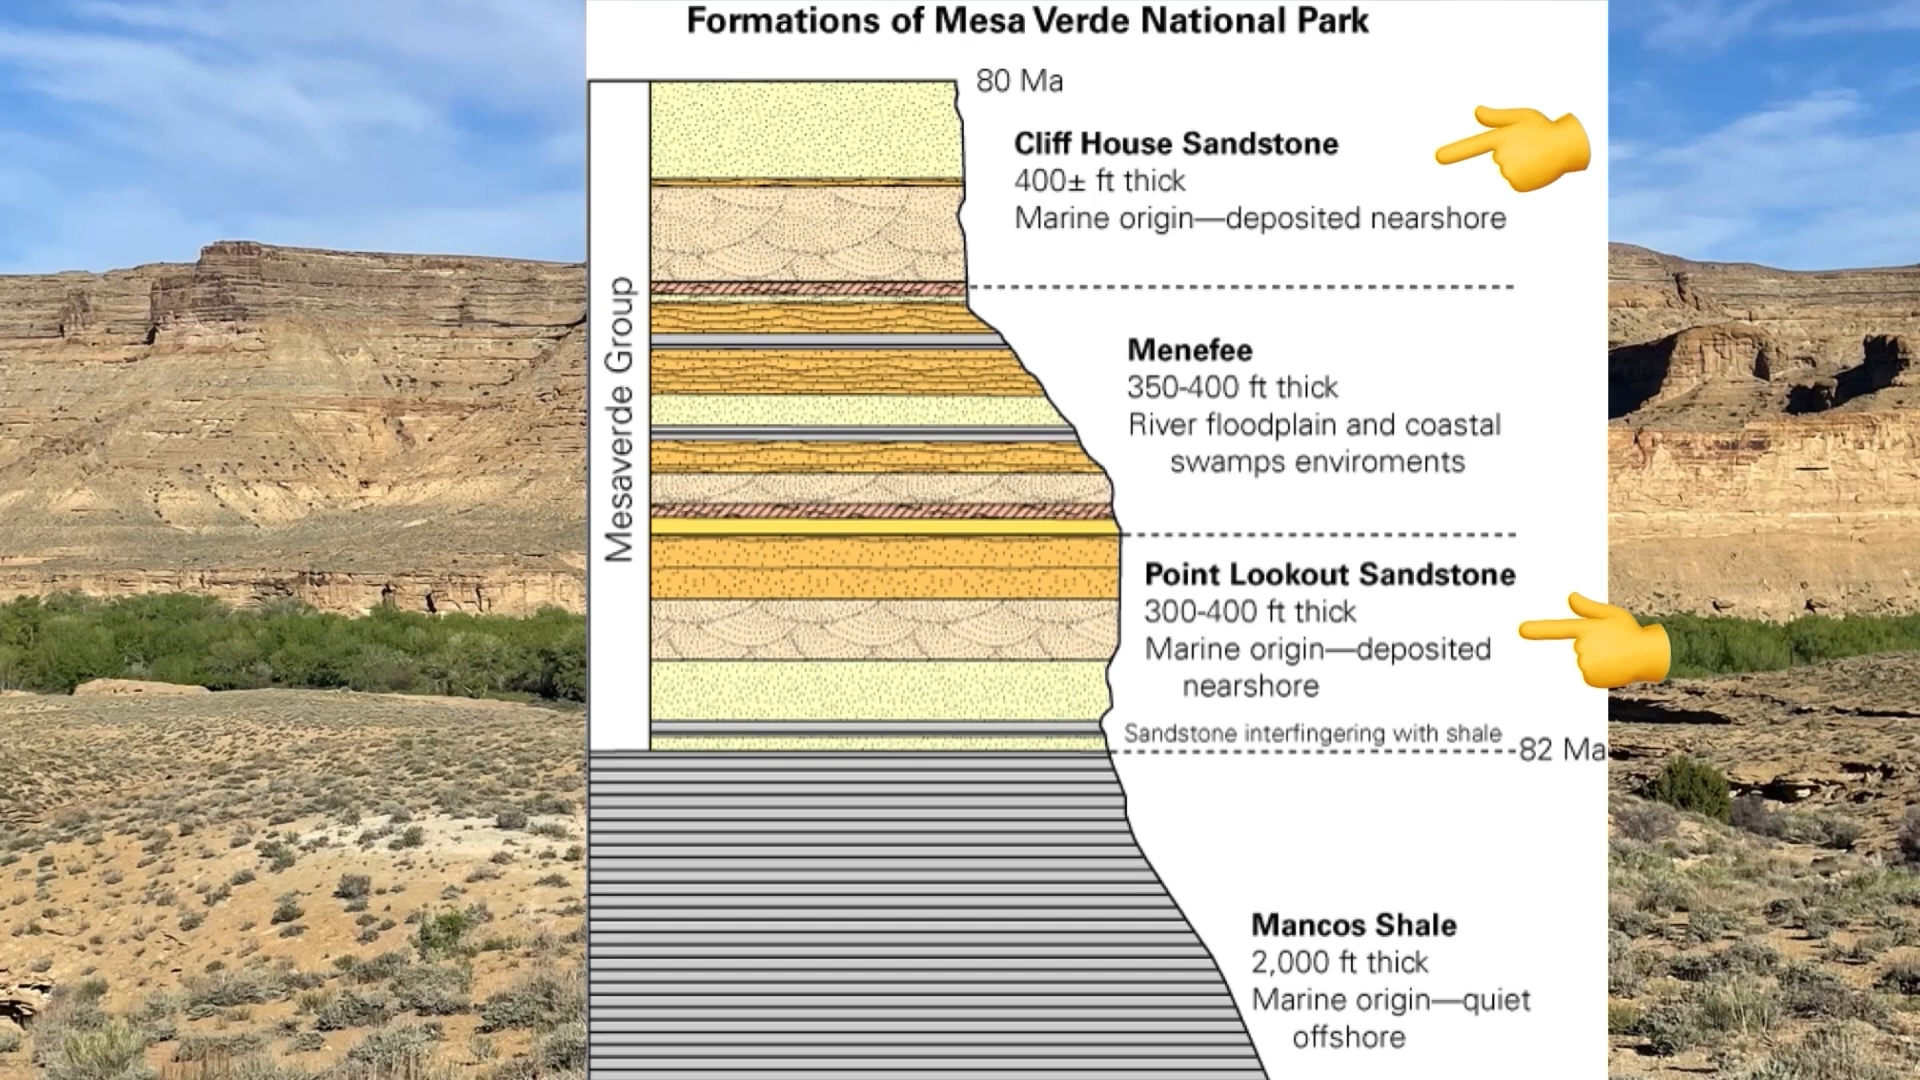 Formations of Mesa Verde National Park
80 Ma
Cliff House Sandstone
400± ft thick
Marine origin—deposited nearshore
Mesaverde Group
Menefee
350-400 ft thick
River floodplain and coastal
swamps enviroments
Point Lookout Sandstone
300-400 ft thick
Marine origin—deposited
nearshore
Sandstone interfingering with shale
82 Ma
Mancos Shale
2,000 ft thick
Marine origin—quiet
offshore